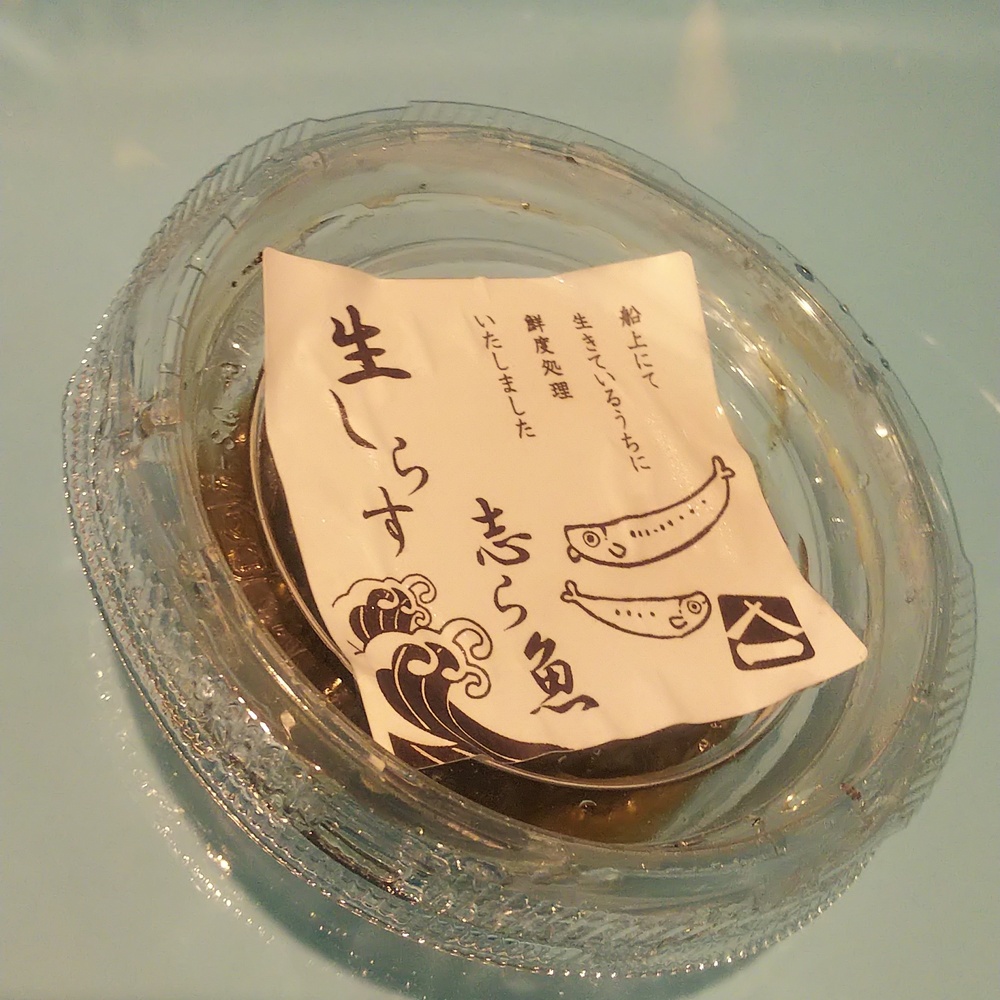 船上にて
生きているうちに
鮮度処理
いたしました
生しらす
志ら魚